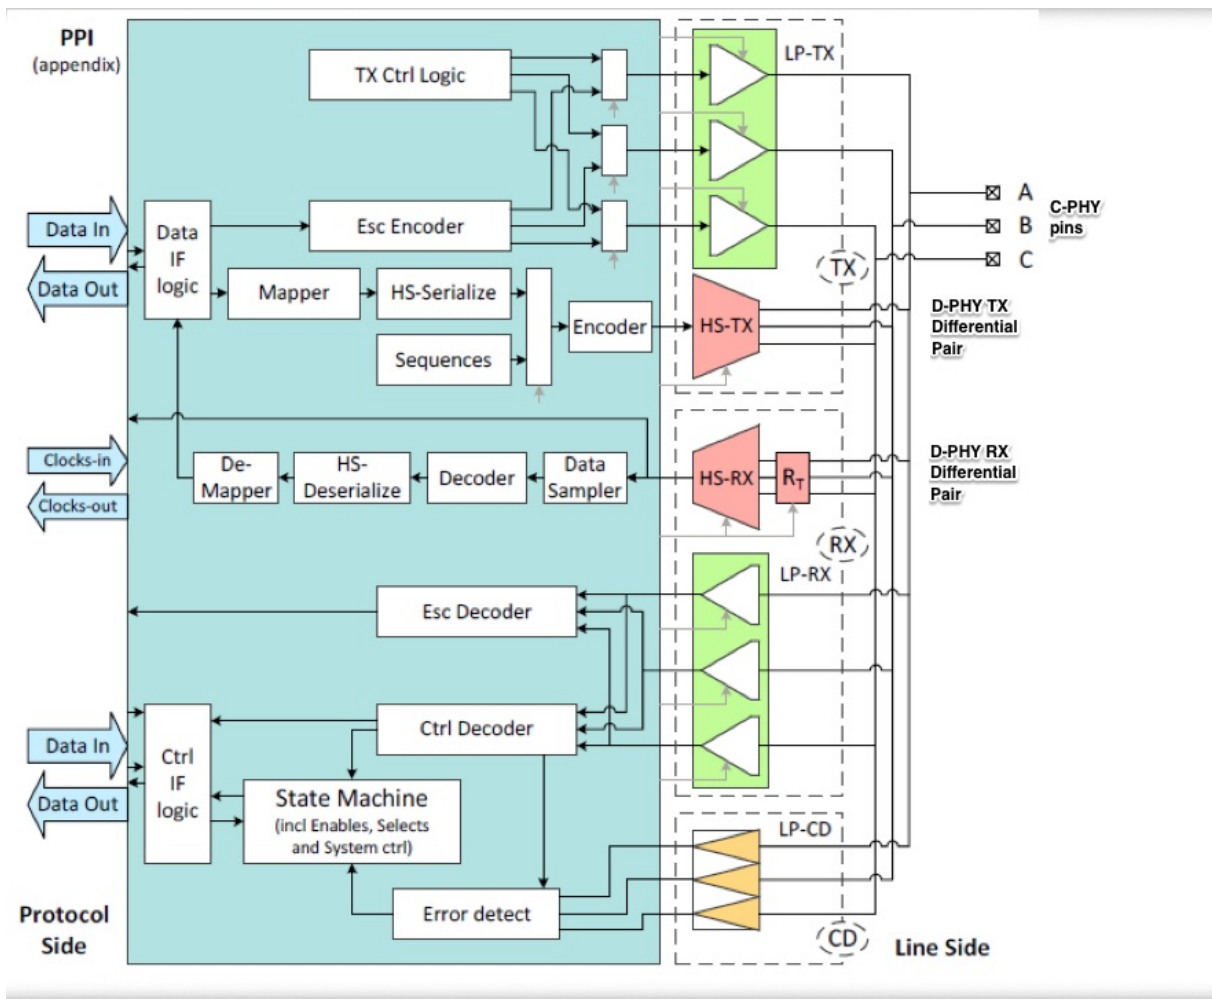 PPI
(appendix)
TX Ctrl Logic
LP-TX
A
B
C
C-PHY
pins
Data In
Data Out
Data
IF
logic
Esc Encoder
TX
Mapper
HS-Serialize
Sequences
Encoder
HS-TX
D-PHY TX
Differential
Pair
Clocks-in
Clocks-out
De-
Mapper
HS-
Deserialize
Decoder
Data
Sampler
HS-RX
RT
D-PHY RX
Differential
Pair
RX
LP-RX
Esc Decoder
Ctrl Decoder
Data In
Data Out
Ctrl
IF
logic
State Machine
(incl Enables, Selects
and System ctrl)
LP-CD
Error detect
CD
Protocol
Side
Line Side